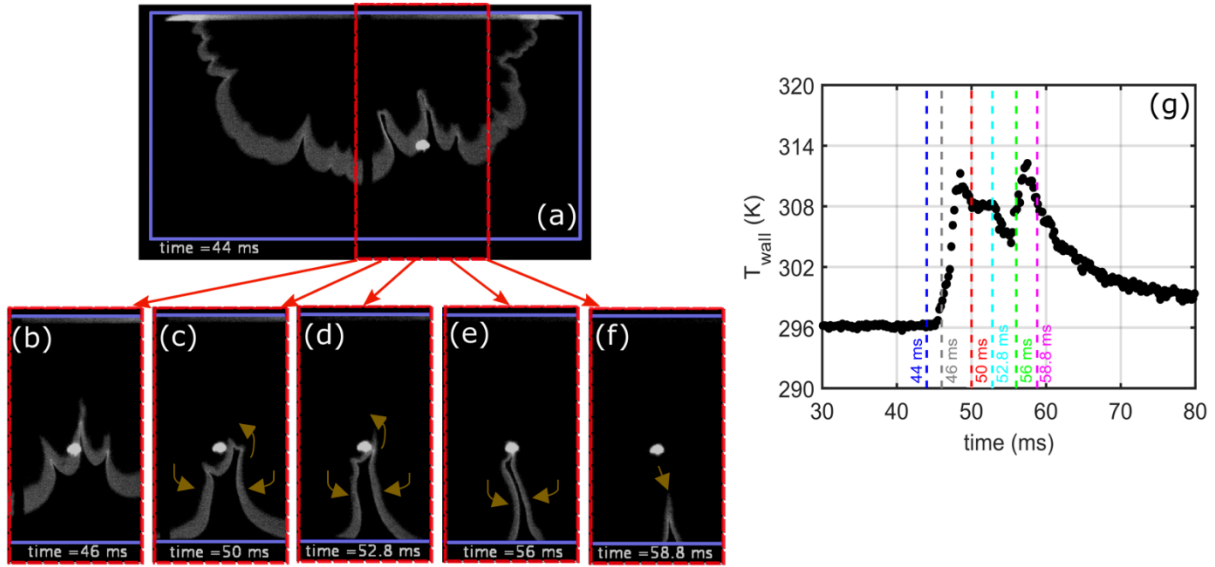 (a)
time =44 ms
(b)
time =46 ms
(c)
time =50 ms
(d)
time =52.8 ms
(e)
time =56 ms
(f)
time =58.8 ms
(g)
320
314
308
302
296
290
T_wall (K)
44 ms
46 ms
50 ms
52.8 ms
56 ms
58.8 ms
30 40 50 60 70 80
time (ms)